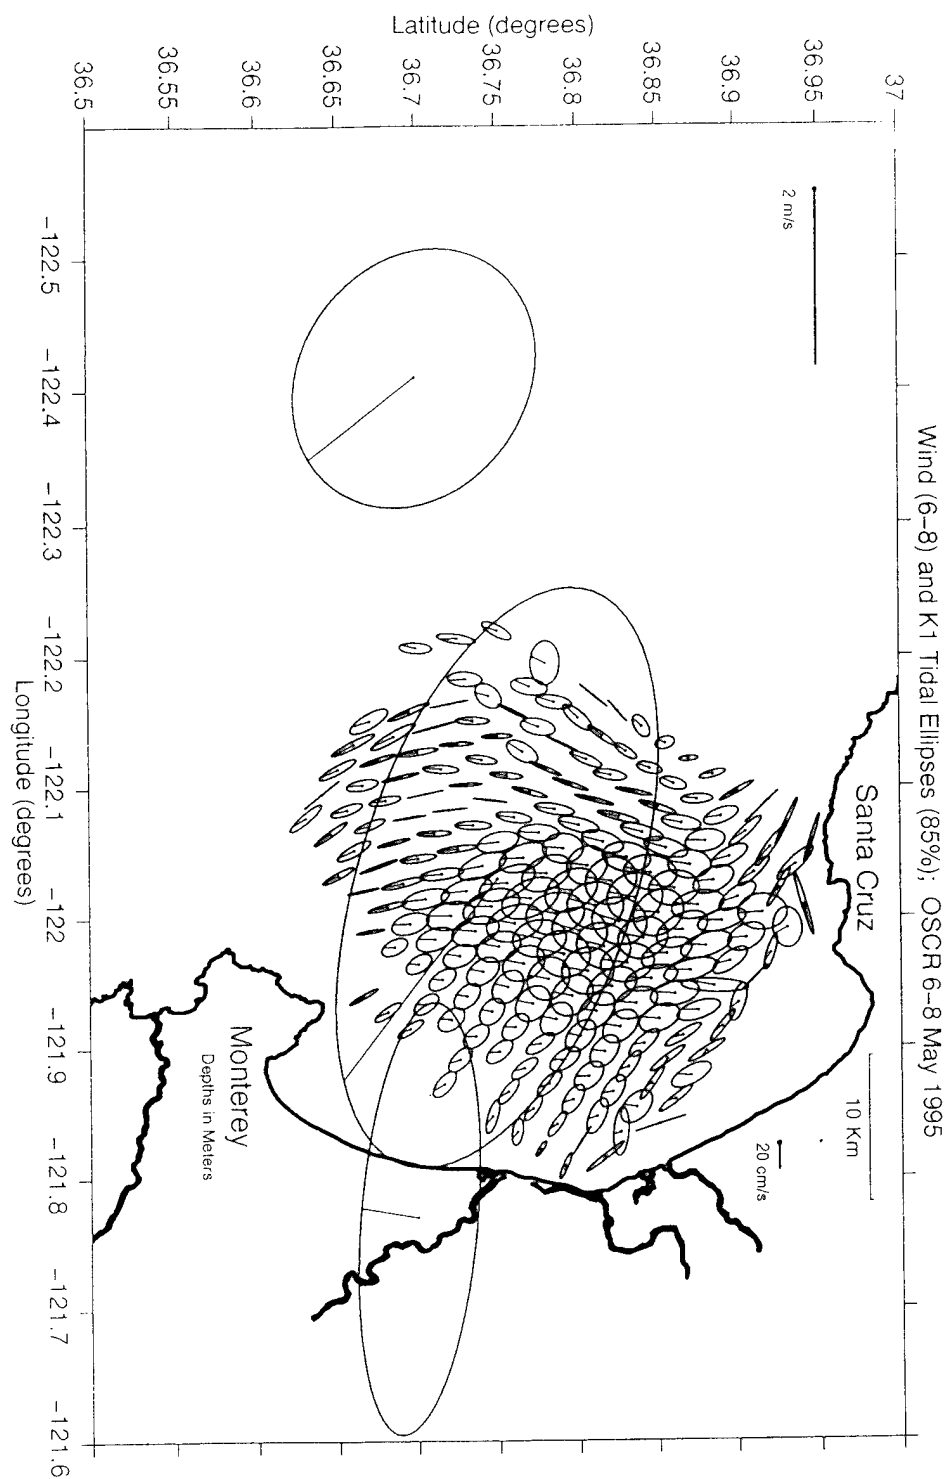 Wind (6-8) and K1 Tidal Ellipses (85%); OSCR 6-8 May 1995
37
36.95
36.9
36.85
36.8
36.75
36.7
36.65
36.6
36.55
36.5
Latitude (degrees)
2 m/s
Santa Cruz
10 Km
20 cm/s
Monterey
Depths in Meters
-122.5
-122.4
-122.3
-122.2
-122.1
-122
-121.9
-121.8
-121.7
-121.6
Longitude (degrees)